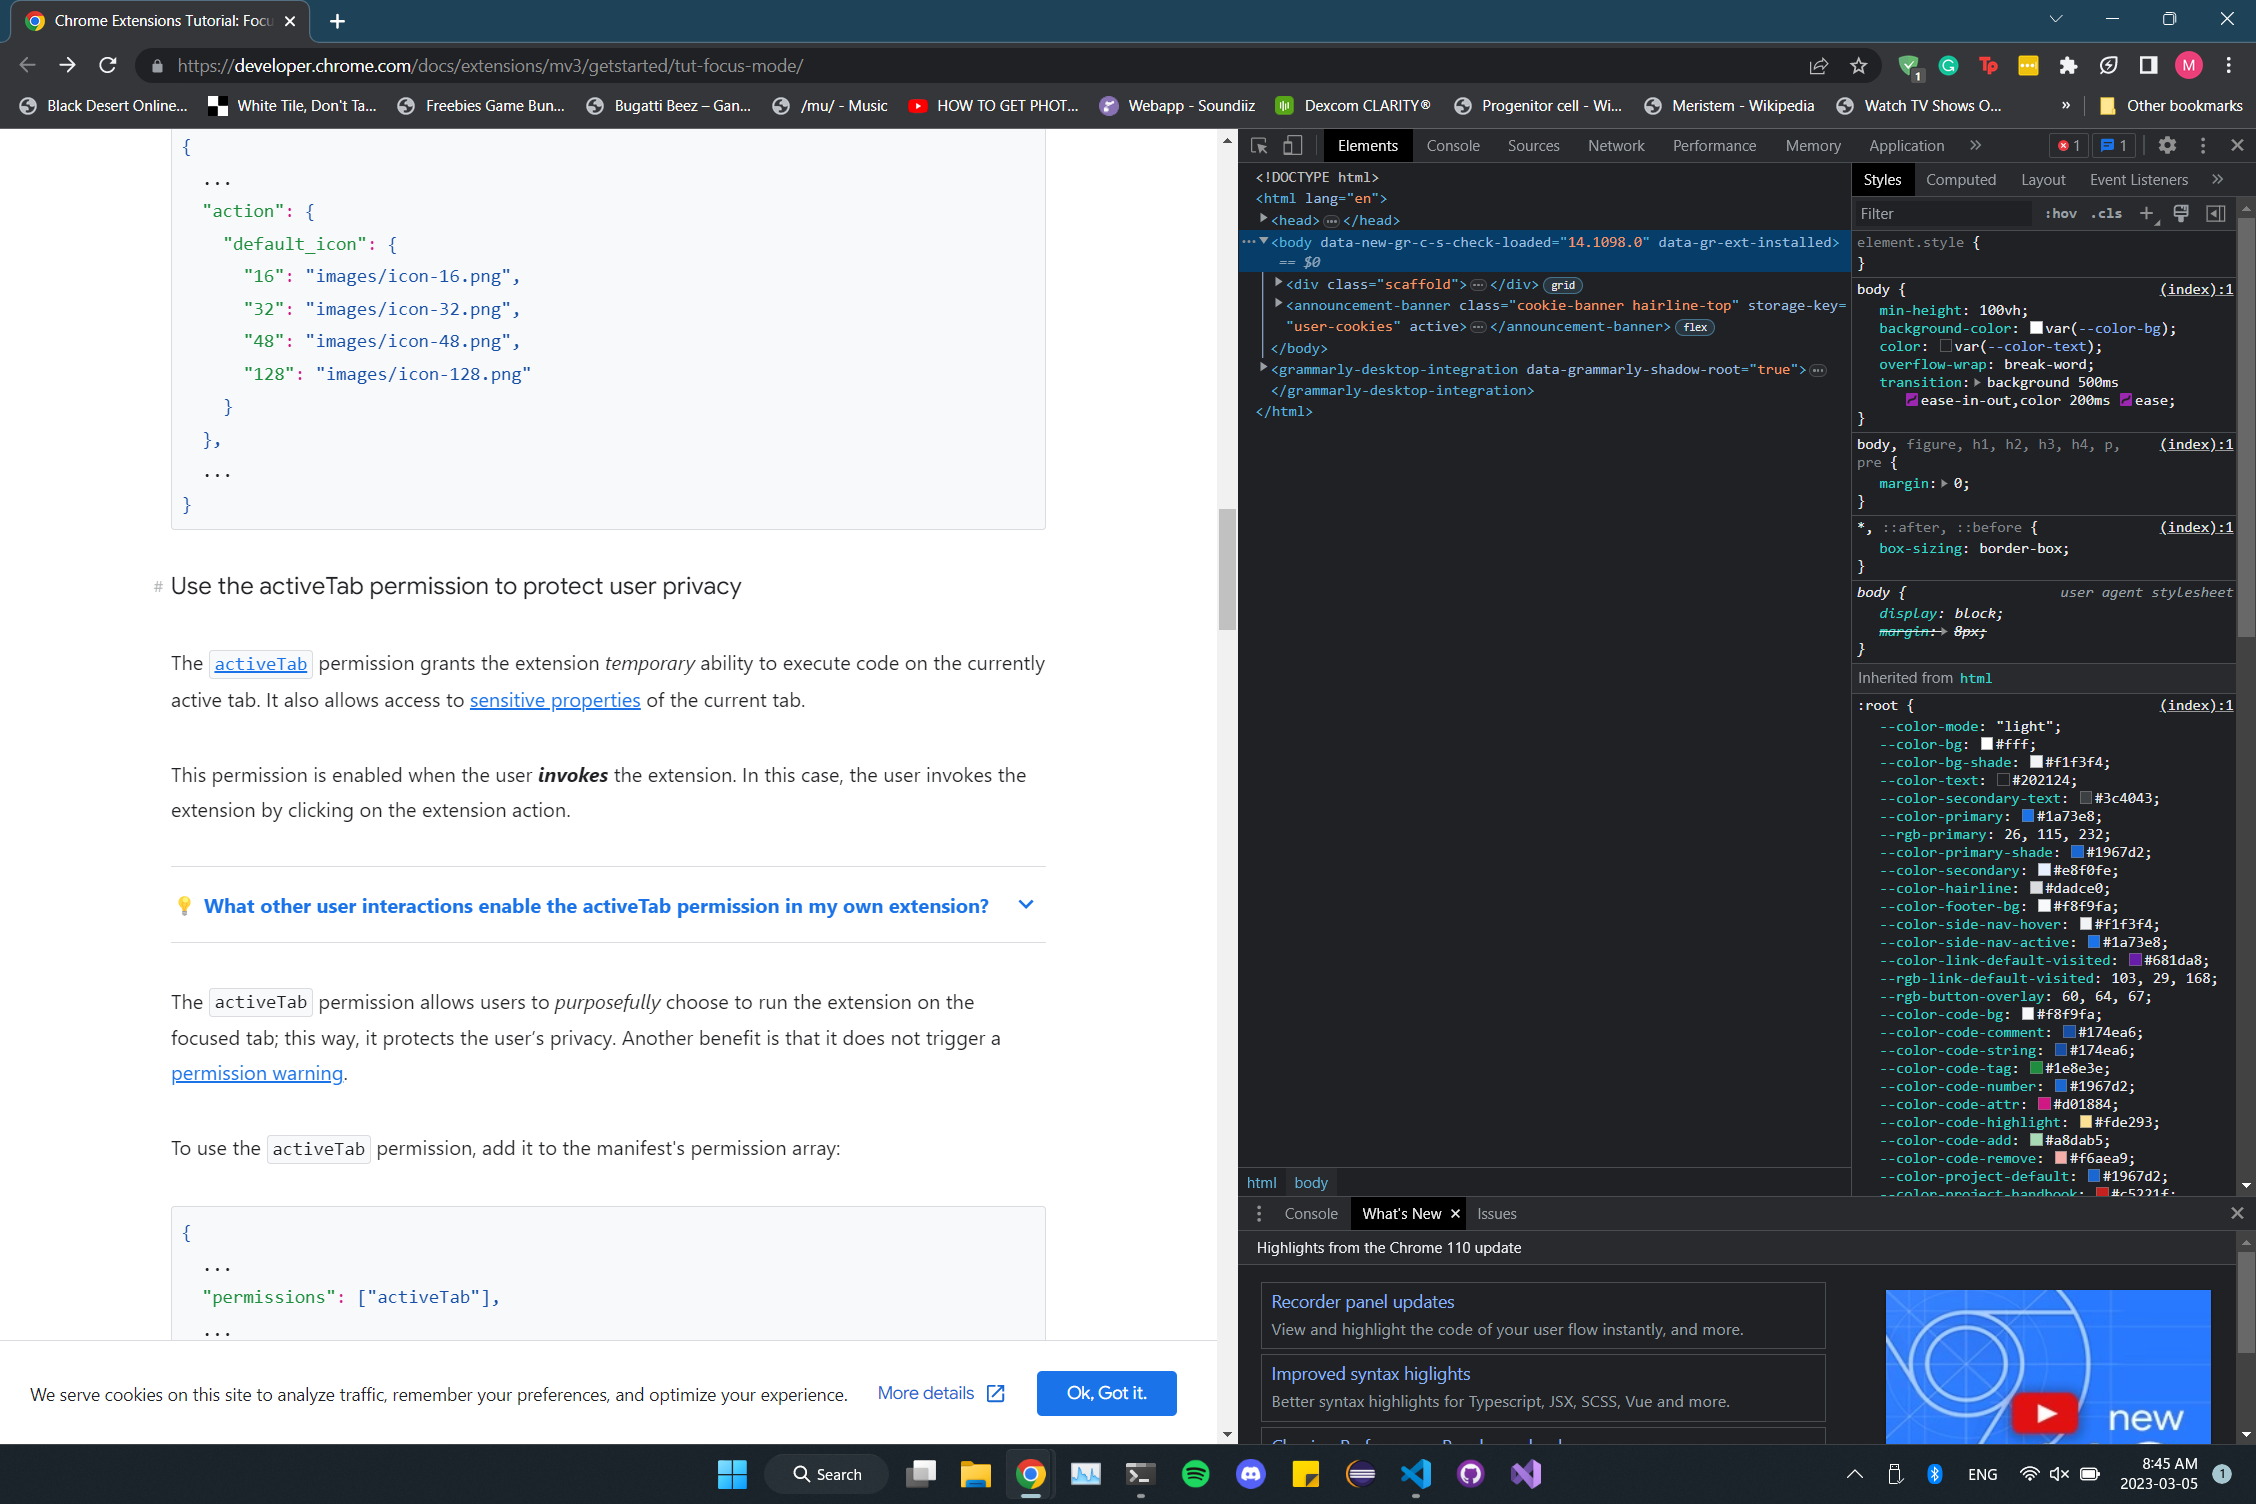 Chrome Extensions Tutorial: Focu
https://developer.chrome.com/docs/extensions/mv3/getstarted/tut-focus-mode/
1
M
Black Desert Online...
White Tile, Don't Ta...
Freebies Game Bun...
Bugatti Beez – Gan...
/mu/ - Music
HOW TO GET PHOT...
Webapp - Soundiiz
Dexcom CLARITY®
Progenitor cell - Wi...
Meristem - Wikipedia
Watch TV Shows O...
»
Other bookmarks
{
...
"action": {
"default_icon": {
"16": "images/icon-16.png",
"32": "images/icon-32.png",
"48": "images/icon-48.png",
"128": "images/icon-128.png"
}
},
...
}
# Use the activeTab permission to protect user privacy
The activeTab permission grants the extension temporary ability to execute code on the currently
active tab. It also allows access to sensitive properties of the current tab.
This permission is enabled when the user invokes the extension. In this case, the user invokes the
extension by clicking on the extension action.
What other user interactions enable the activeTab permission in my own extension?
The activeTab permission allows users to purposefully choose to run the extension on the
focused tab; this way, it protects the user’s privacy. Another benefit is that it does not trigger a
permission warning.
To use the activeTab permission, add it to the manifest's permission array:
{
...
"permissions": ["activeTab"],
...
We serve cookies on this site to analyze traffic, remember your preferences, and optimize your experience.
More details
Ok, Got it.
Elements
Console
Sources
Network
Performance
Memory
Application
»
1
1
<!DOCTYPE html>
<html lang="en">
<head> ... </head>
... <body data-new-gr-c-s-check-loaded="14.1098.0" data-gr-ext-installed>
== $0
<div class="scaffold"> ... </div> grid
<announcement-banner class="cookie-banner hairline-top" storage-key=
"user-cookies" active> ... </announcement-banner> flex
</body>
<grammarly-desktop-integration data-grammarly-shadow-root="true"> ...
</grammarly-desktop-integration>
</html>
html body
Styles
Computed
Layout
Event Listeners
»
Filter
:hov .cls +
element.style {
}
body { (index):1
min-height: 100vh;
background-color: var(--color-bg);
color: var(--color-text);
overflow-wrap: break-word;
transition: background 500ms
ease-in-out,color 200ms ease;
}
body, figure, h1, h2, h3, h4, p, (index):1
pre {
margin: 0;
}
*, ::after, ::before { (index):1
box-sizing: border-box;
}
body { user agent stylesheet
display: block;
margin: 8px;
}
Inherited from html
:root { (index):1
--color-mode: "light";
--color-bg: #fff;
--color-bg-shade: #f1f3f4;
--color-text: #202124;
--color-secondary-text: #3c4043;
--color-primary: #1a73e8;
--rgb-primary: 26, 115, 232;
--color-primary-shade: #1967d2;
--color-secondary: #e8f0fe;
--color-hairline: #dadce0;
--color-footer-bg: #f8f9fa;
--color-side-nav-hover: #f1f3f4;
--color-side-nav-active: #1a73e8;
--color-link-default-visited: #681da8;
--rgb-link-default-visited: 103, 29, 168;
--rgb-button-overlay: 60, 64, 67;
--color-code-bg: #f8f9fa;
--color-code-comment: #174ea6;
--color-code-string: #174ea6;
--color-code-tag: #1e8e3e;
--color-code-number: #1967d2;
--color-code-attr: #d01884;
--color-code-highlight: #fde293;
--color-code-add: #a8dab5;
--color-code-remove: #f6aea9;
--color-project-default: #1967d2;
--color-project-handbook: #c5221f;
Console
What's New
Issues
Highlights from the Chrome 110 update
Recorder panel updates
View and highlight the code of your user flow instantly, and more.
Improved syntax higlights
Better syntax highlights for Typescript, JSX, SCSS, Vue and more.
new
Search
ENG
8:45 AM
2023-03-05
1